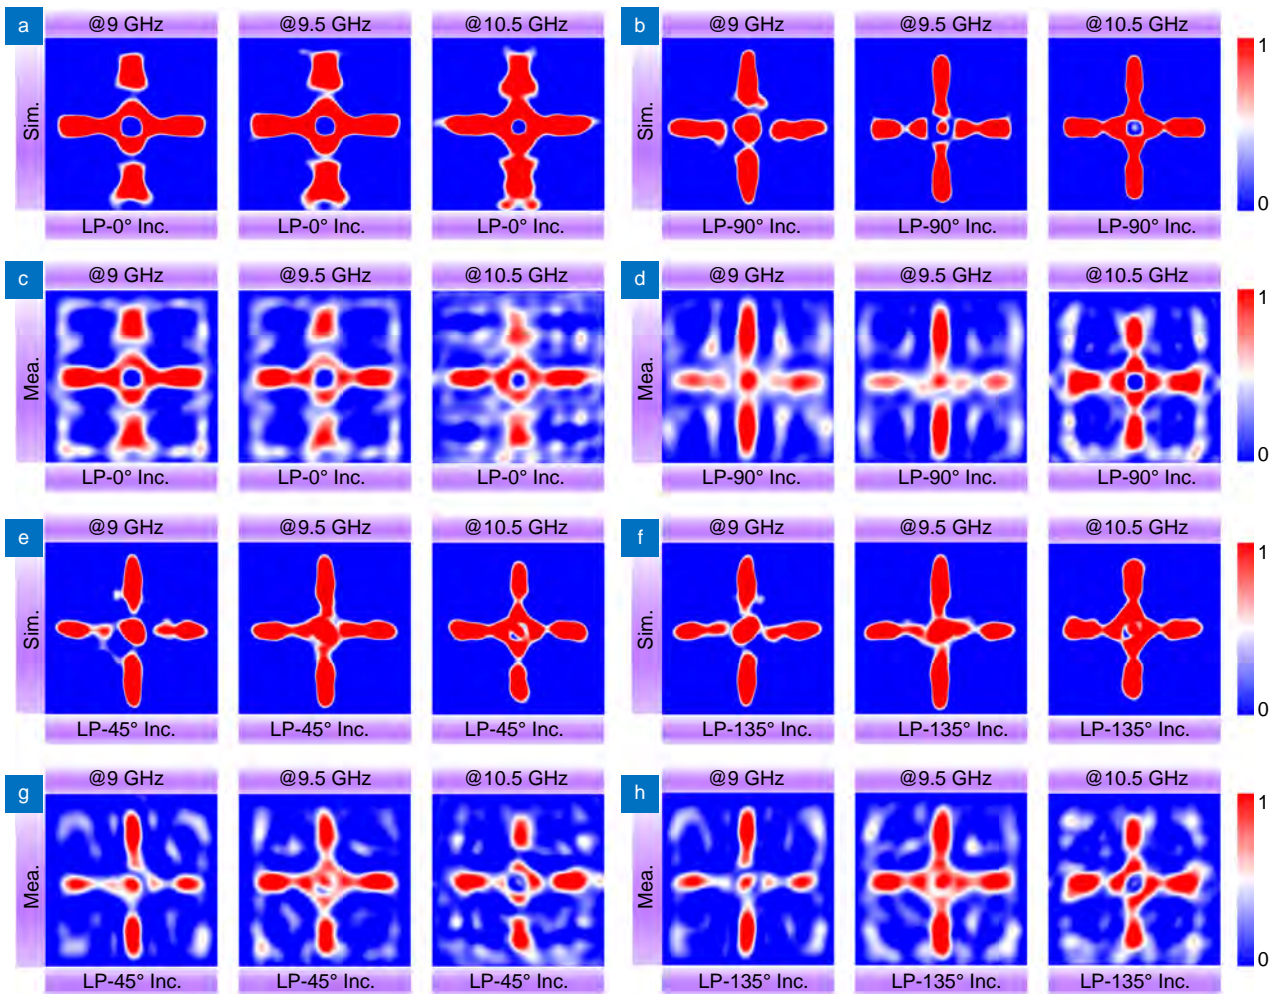 a @9 GHz @9.5 GHz @10.5 GHz b @9 GHz @9.5 GHz @10.5 GHz
Sim. Sim. 1
0
LP-0° Inc. LP-0° Inc. LP-0° Inc. LP-90° Inc. LP-90° Inc. LP-90° Inc.
c @9 GHz @9.5 GHz @10.5 GHz d @9 GHz @9.5 GHz @10.5 GHz
Mea. Mea. 1
0
LP-0° Inc. LP-0° Inc. LP-0° Inc. LP-90° Inc. LP-90° Inc. LP-90° Inc.
e @9 GHz @9.5 GHz @10.5 GHz f @9 GHz @9.5 GHz @10.5 GHz
Sim. Sim. 1
0
LP-45° Inc. LP-45° Inc. LP-45° Inc. LP-135° Inc. LP-135° Inc. LP-135° Inc.
g @9 GHz @9.5 GHz @10.5 GHz h @9 GHz @9.5 GHz @10.5 GHz
Mea. Mea. 1
0
LP-45° Inc. LP-45° Inc. LP-45° Inc. LP-135° Inc. LP-135° Inc. LP-135° Inc.